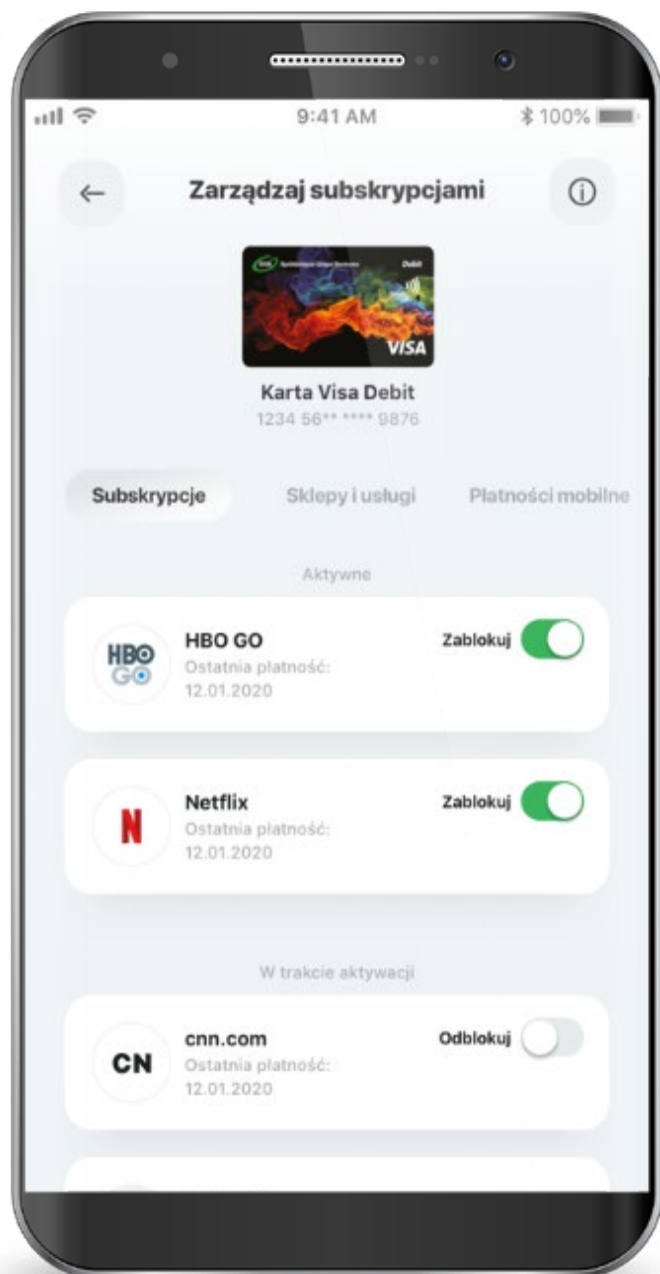 9:41 AM
100%
Zarządzaj subskrypcjami
Debit
VISA
Karta Visa Debit
1234 56** **** 9876
Subskrypcje
Sklepy i usługi
Płatności mobilne
Aktywne
HBO GO
HBO GO
Zablokuj
Ostatnia płatność:
12.01.2020
N
Netflix
Zablokuj
Ostatnia płatność:
12.01.2020
W trakcie aktywacji
CN
cnn.com
Odblokuj
Ostatnia płatność:
12.01.2020